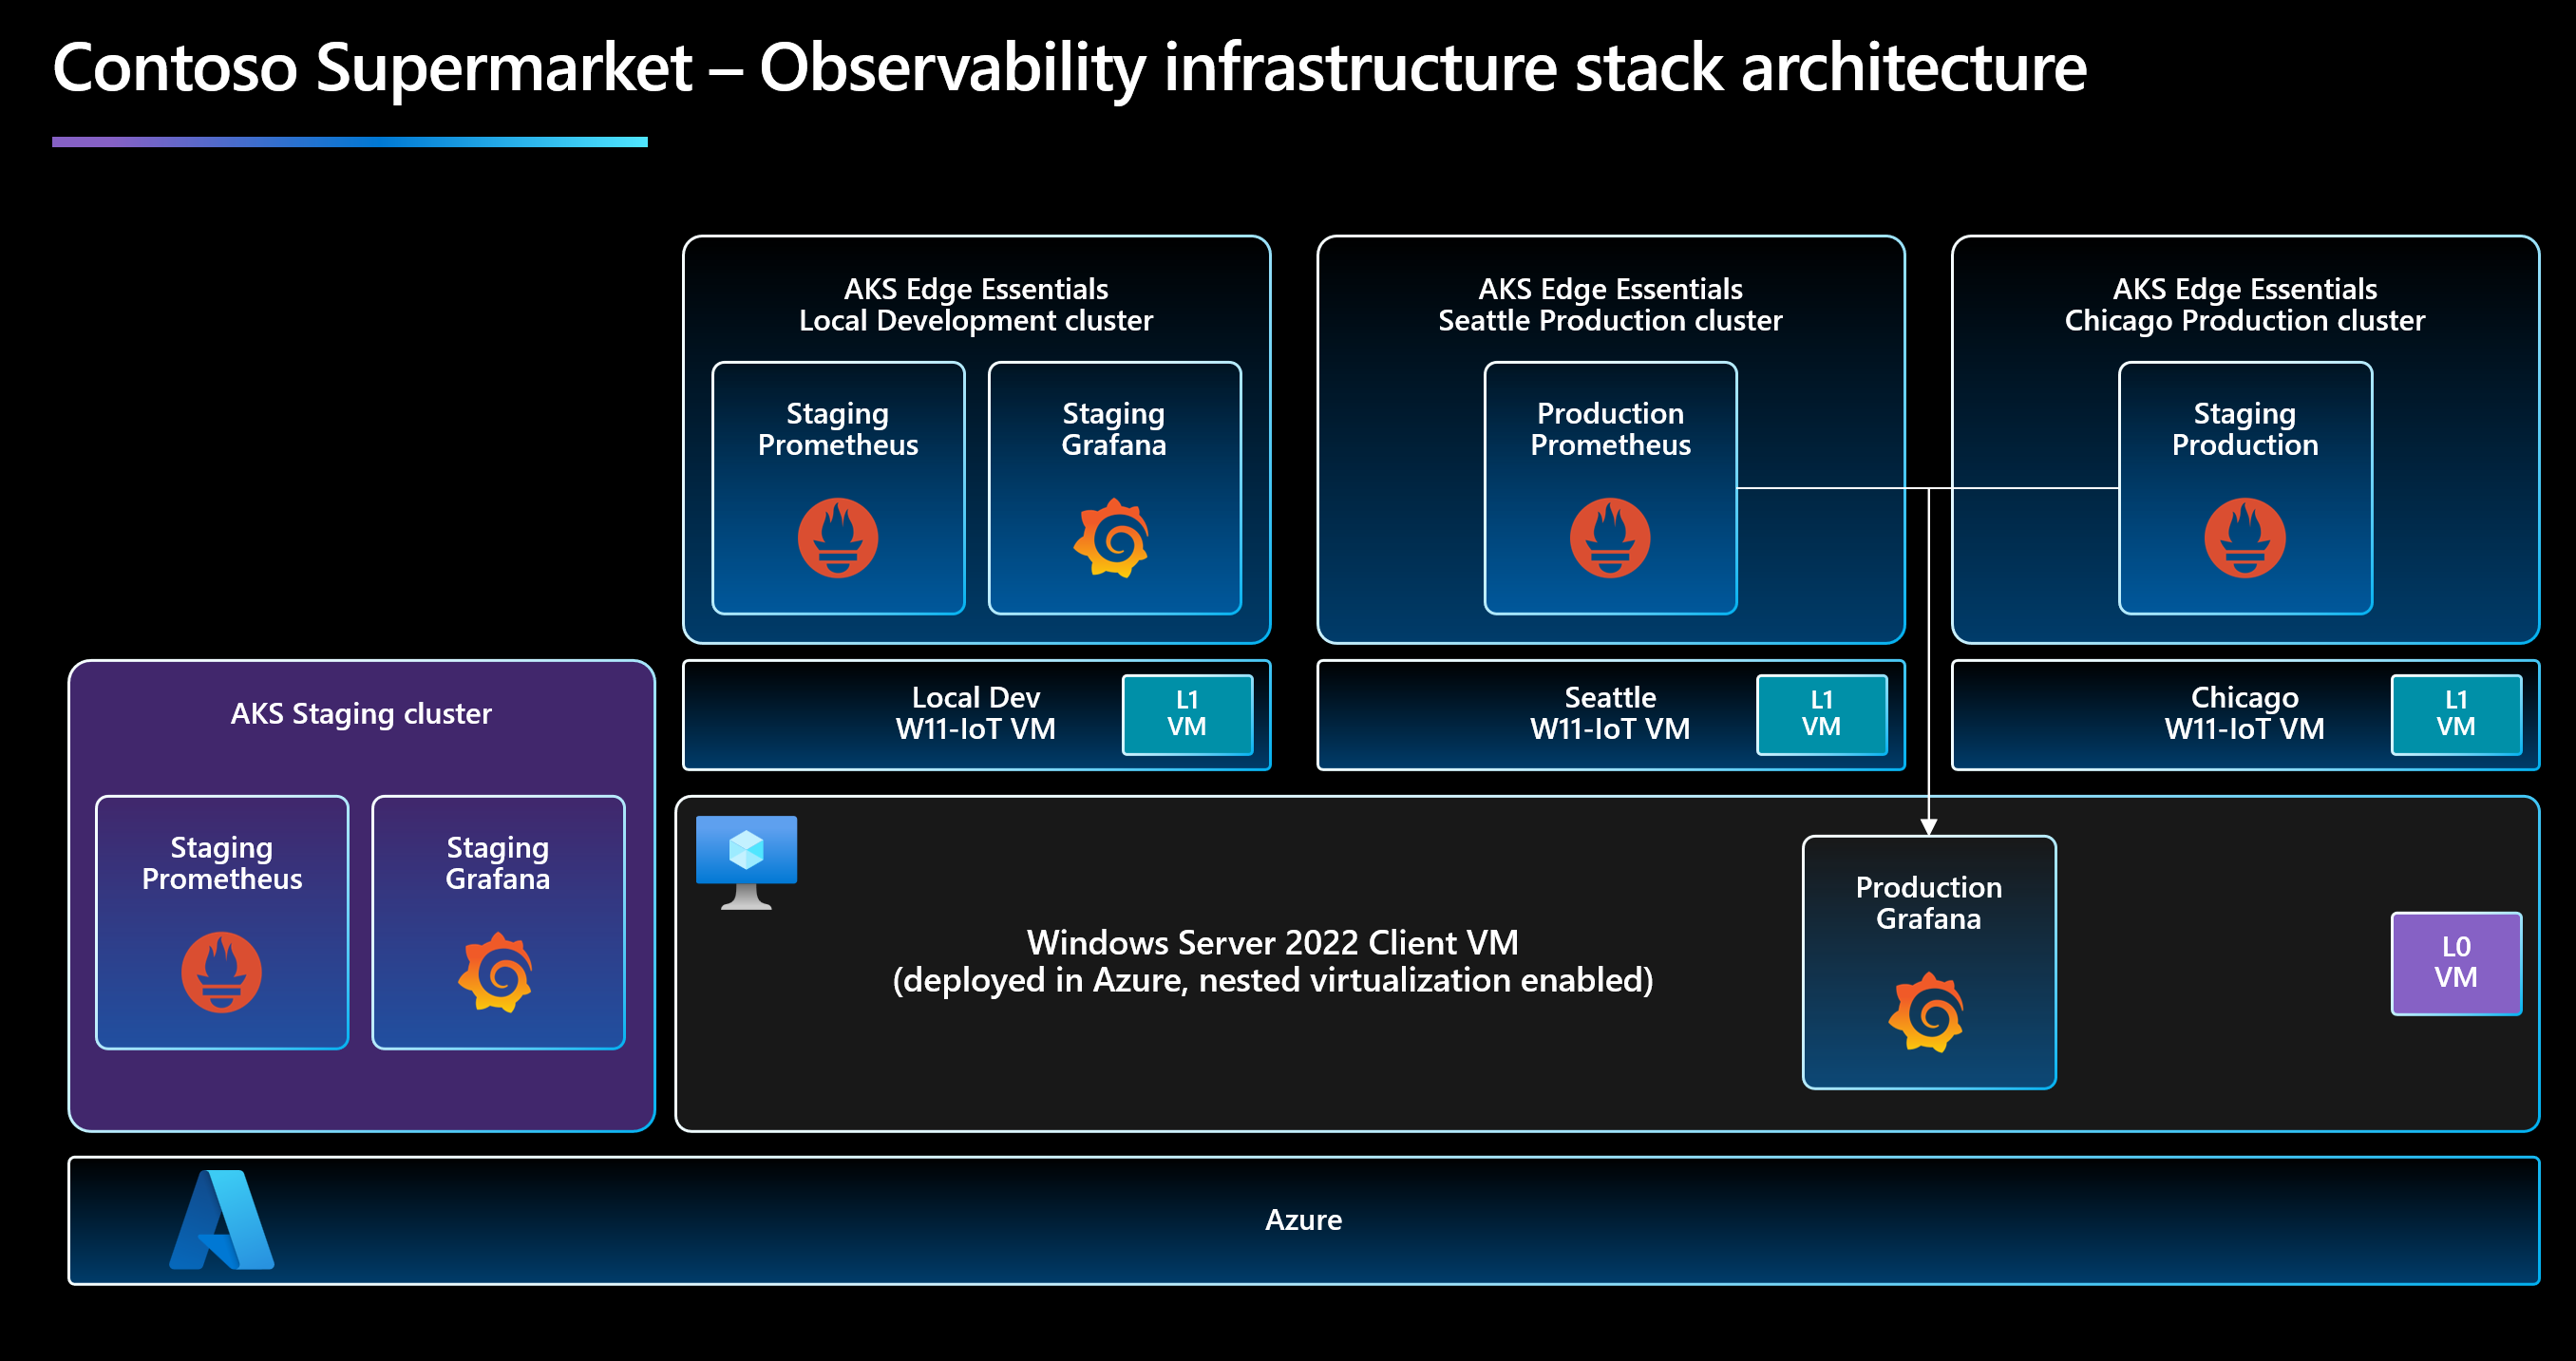 Contoso Supermarket – Observability infrastructure stack architecture
AKS Edge Essentials
Local Development cluster
Staging
Prometheus
Staging
Grafana
AKS Edge Essentials
Seattle Production cluster
Production
Prometheus
AKS Edge Essentials
Chicago Production cluster
Staging
Production
Local Dev
W11-IoT VM
L1
VM
Seattle
W11-IoT VM
L1
VM
Chicago
W11-IoT VM
L1
VM
AKS Staging cluster
Staging
Prometheus
Staging
Grafana
Windows Server 2022 Client VM
(deployed in Azure, nested virtualization enabled)
Production
Grafana
L0
VM
Azure